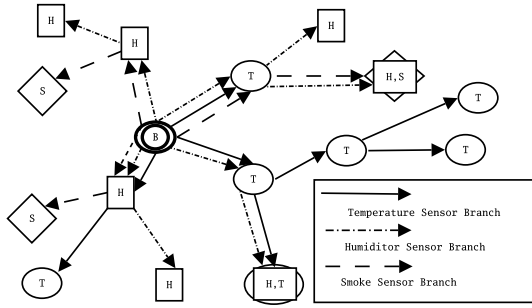 H
H
H
S
T
H,S
T
B
T
T
H
T
S
T
H
H,T
Temperature Sensor Branch
Humiditor Sensor Branch
Smoke Sensor Branch